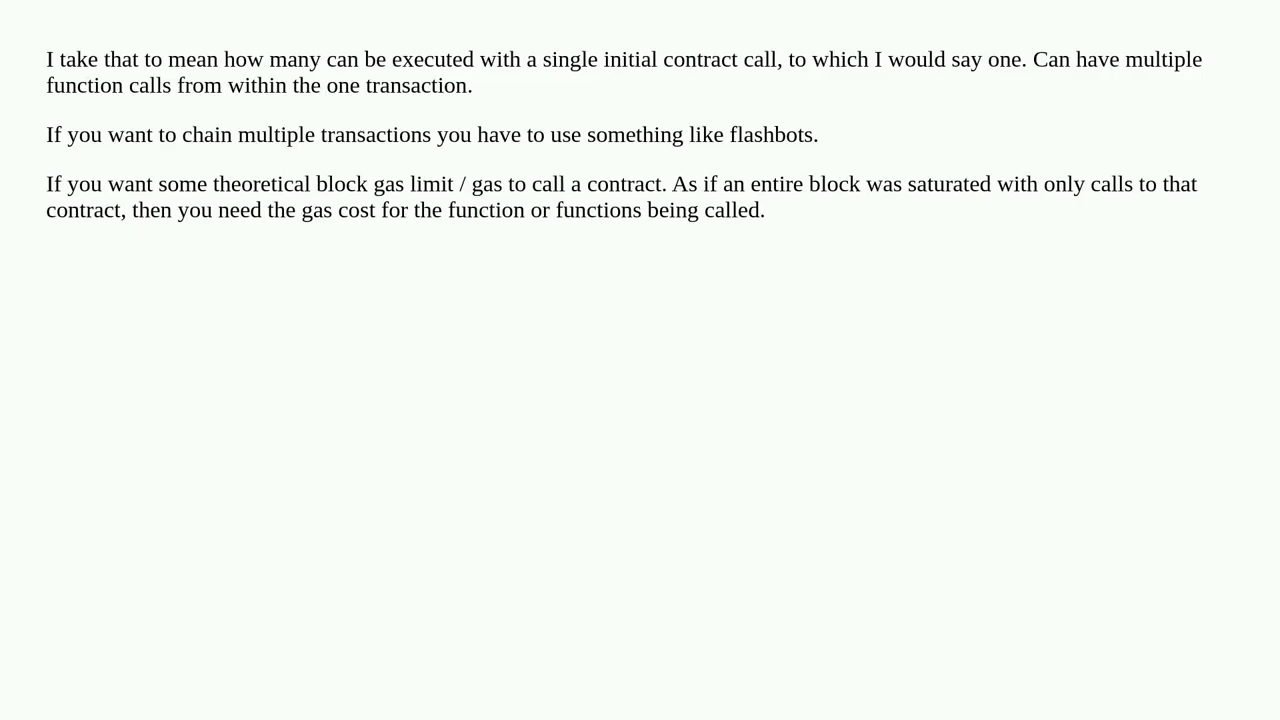 I take that to mean how many can be executed with a single initial contract call, to which I would say one. Can have multiple
function calls from within the one transaction.
If you want to chain multiple transactions you have to use something like flashbots.
If you want some theoretical block gas limit / gas to call a contract. As if an entire block was saturated with only calls to that
contract, then you need the gas cost for the function or functions being called.